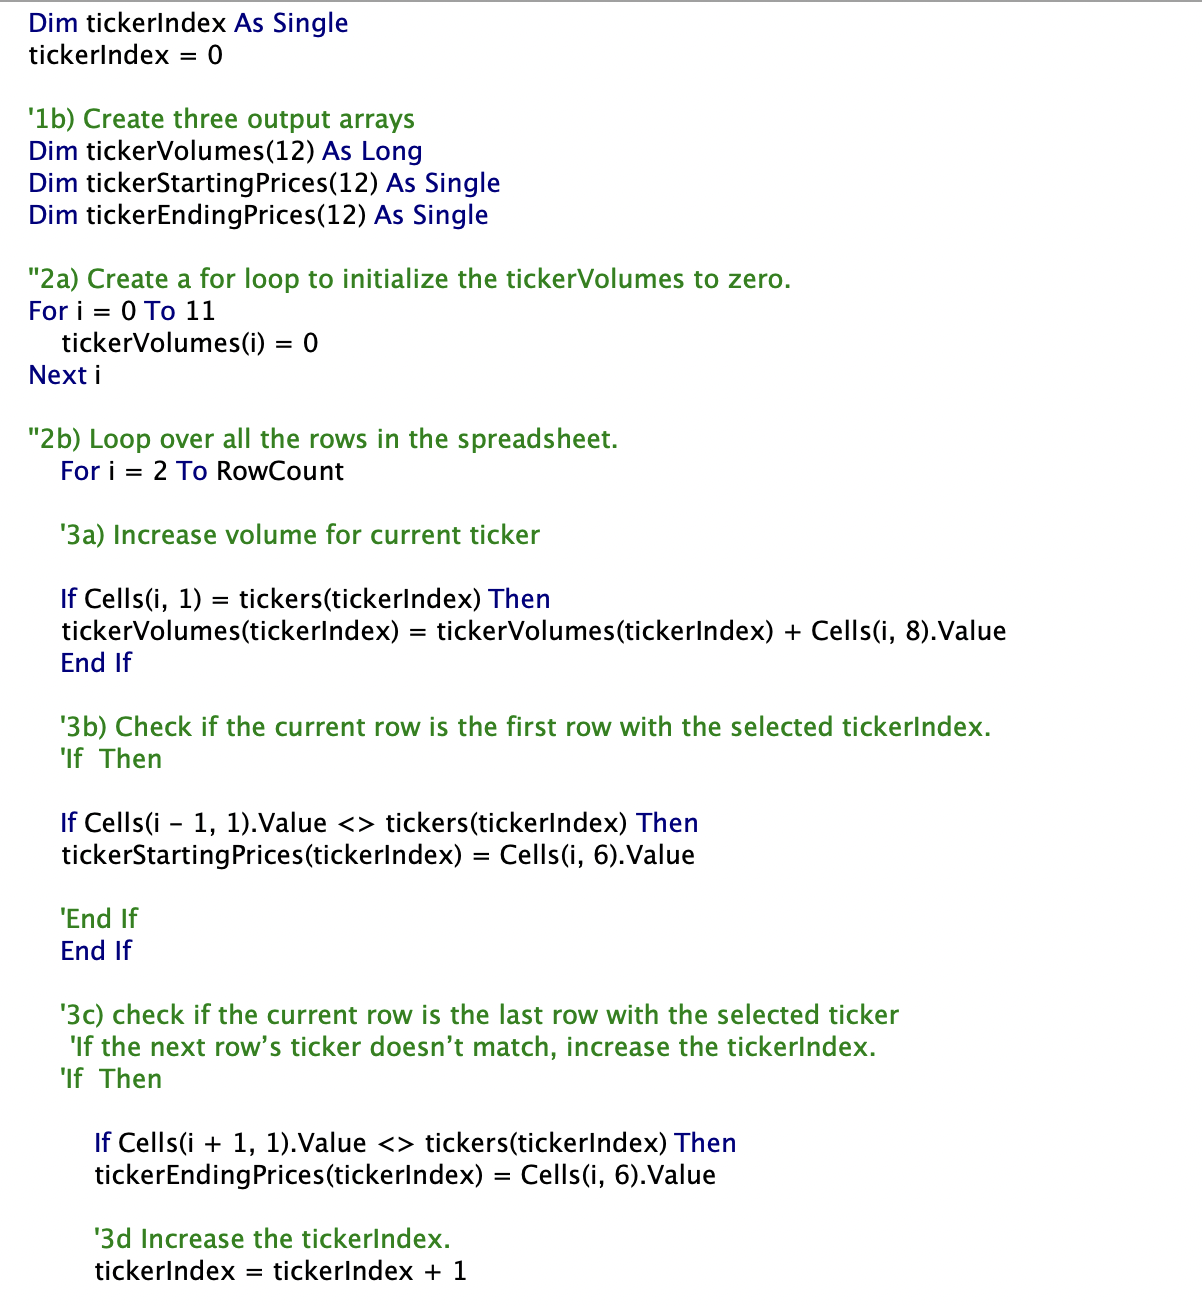 Dim tickerIndex As Single
tickerIndex = 0
'1b) Create three output arrays
Dim tickerVolumes(12) As Long
Dim tickerStartingPrices(12) As Single
Dim tickerEndingPrices(12) As Single
"2a) Create a for loop to initialize the tickerVolumes to zero.
For i = 0 To 11
tickerVolumes(i) = 0
Next i
"2b) Loop over all the rows in the spreadsheet.
For i = 2 To RowCount
'3a) Increase volume for current ticker
If Cells(i, 1) = tickers(tickerIndex) Then
tickerVolumes(tickerIndex) = tickerVolumes(tickerIndex) + Cells(i, 8).Value
End If
'3b) Check if the current row is the first row with the selected tickerIndex.
'If  Then
If Cells(i - 1, 1).Value <> tickers(tickerIndex) Then
tickerStartingPrices(tickerIndex) = Cells(i, 6).Value
'End If
End If
'3c) check if the current row is the last row with the selected ticker
'If the next row’s ticker doesn’t match, increase the tickerIndex.
'If  Then
If Cells(i + 1, 1).Value <> tickers(tickerIndex) Then
tickerEndingPrices(tickerIndex) = Cells(i, 6).Value
'3d Increase the tickerIndex.
tickerIndex = tickerIndex + 1